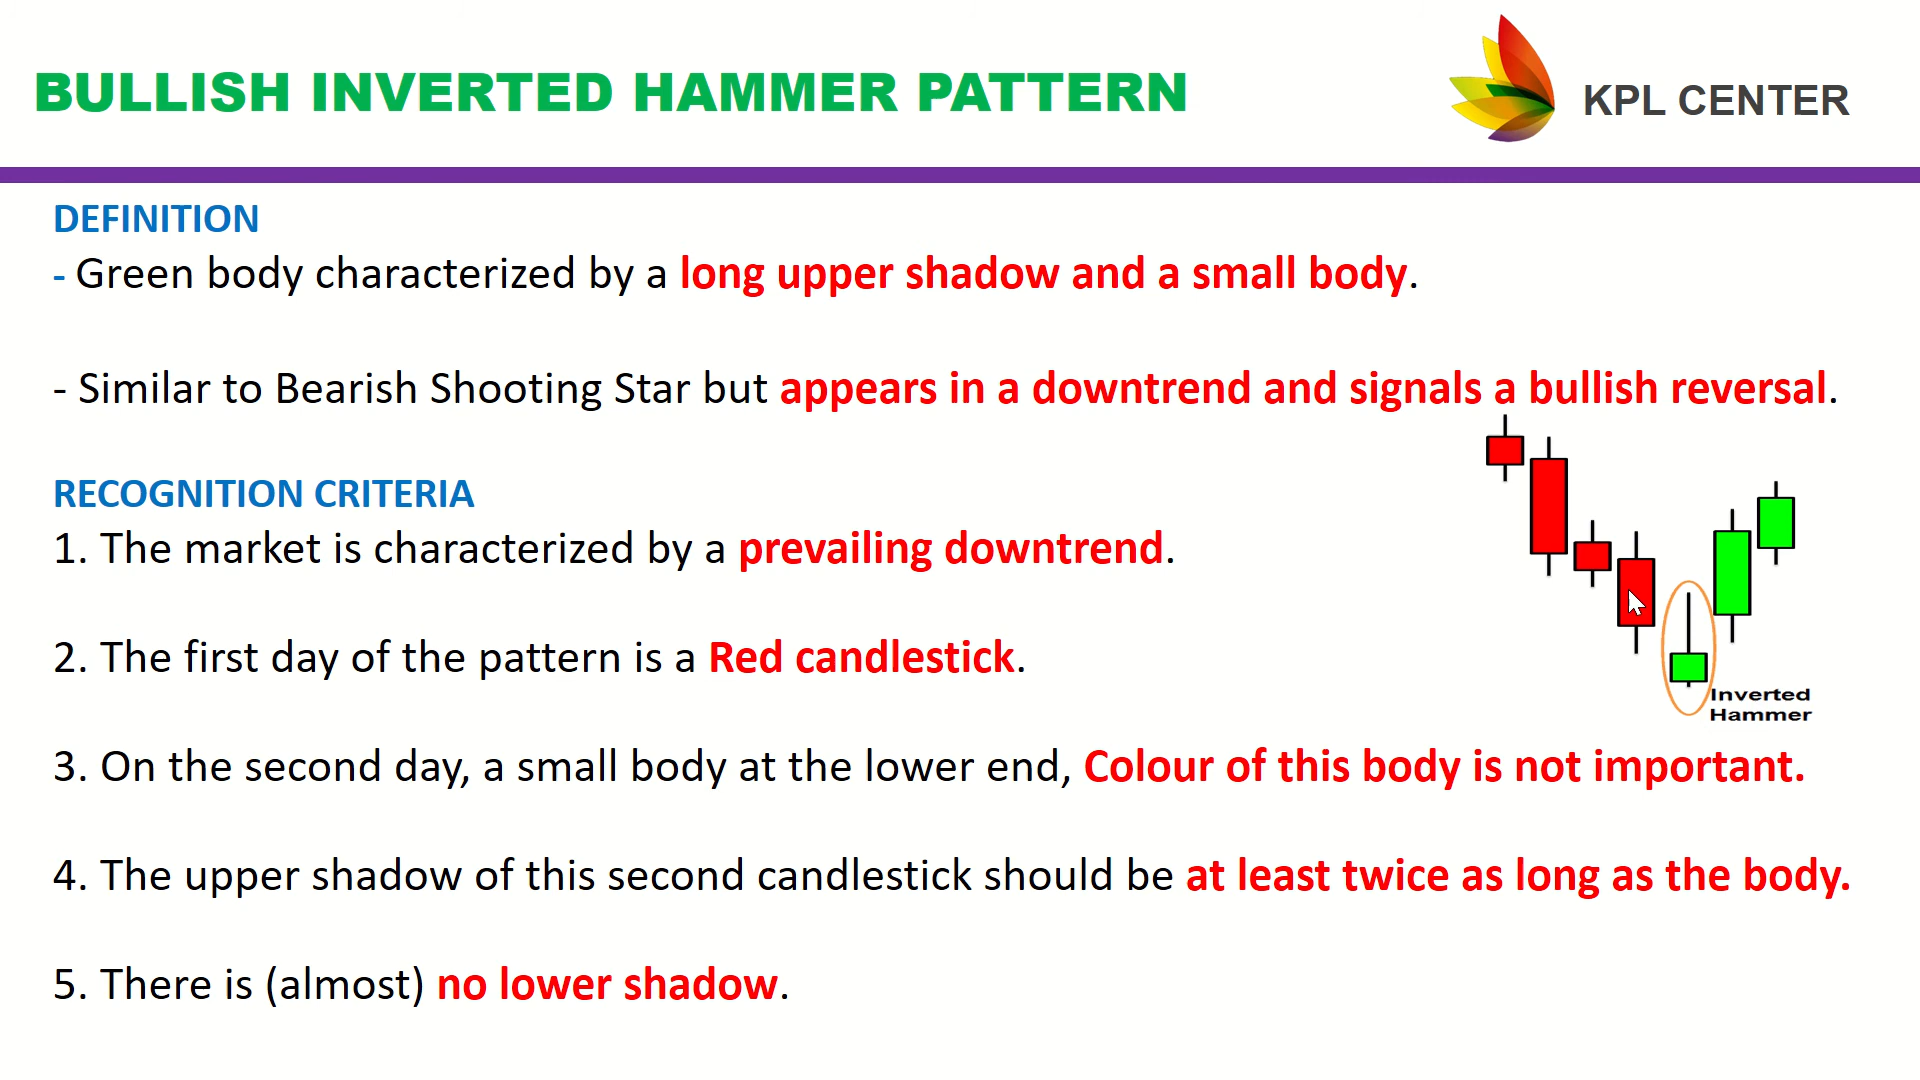 BULLISH INVERTED HAMMER PATTERN
KPL CENTER
DEFINITION
- Green body characterized by a long upper shadow and a small body.
- Similar to Bearish Shooting Star but appears in a downtrend and signals a bullish reversal.
RECOGNITION CRITERIA
1. The market is characterized by a prevailing downtrend.
2. The first day of the pattern is a Red candlestick.
Inverted
Hammer
3. On the second day, a small body at the lower end, Colour of this body is not important.
4. The upper shadow of this second candlestick should be at least twice as long as the body.
5. There is (almost) no lower shadow.